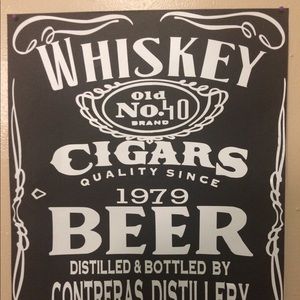 WHISKEY
Old
No. 40
BRAND
CIGARS
QUALITY SINCE
1979
BEER
DISTILLED & BOTTLED BY
CONTRERAS DISTILLERY